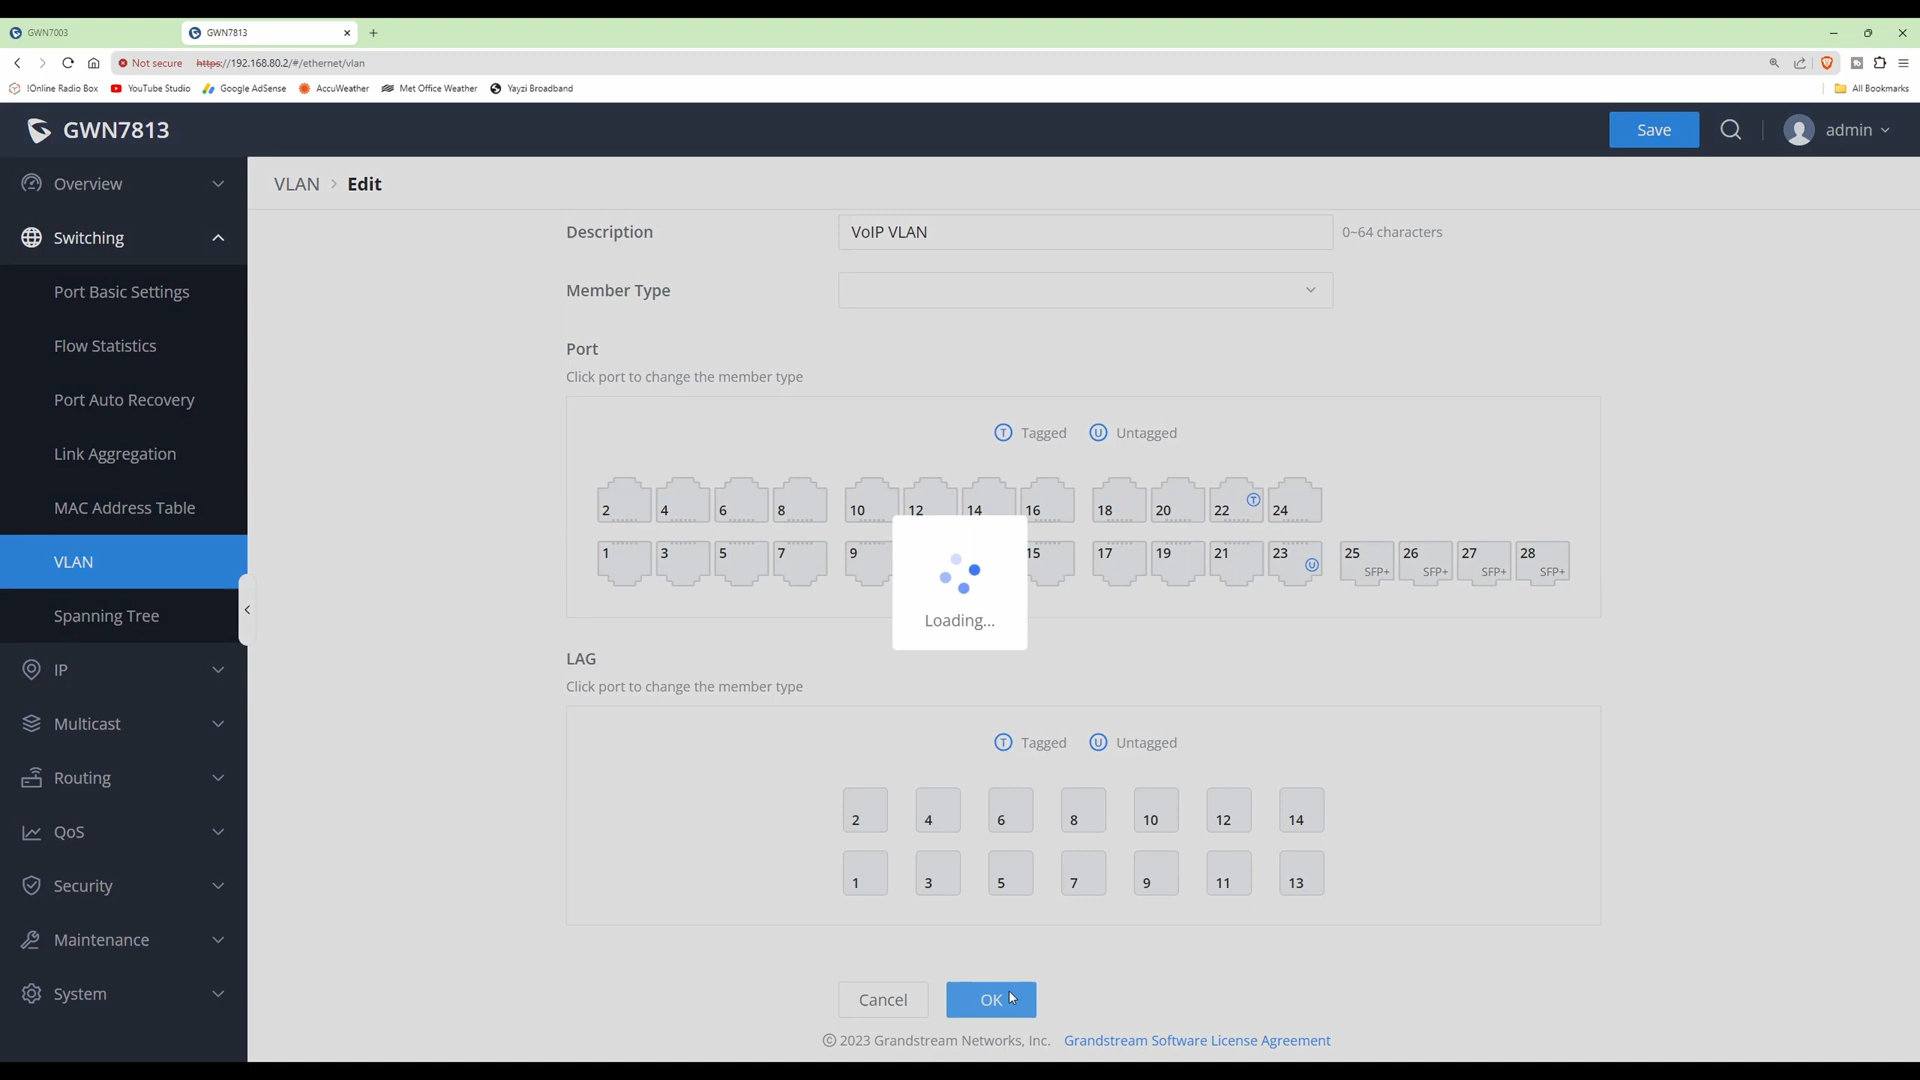 GWN7003
GWN7813
Not secure https://192.168.80.2/#/ethernet/vlan
!Online Radio Box YouTube Studio Google AdSense AccuWeather Met Office Weather Yayzi Broadband All Bookmarks
GWN7813 Save admin
Overview
Switching
Port Basic Settings
Flow Statistics
Port Auto Recovery
Link Aggregation
MAC Address Table
VLAN
Spanning Tree
IP
Multicast
Routing
QoS
Security
Maintenance
System
VLAN > Edit
Description VoIP VLAN 0~64 characters
Member Type
Port
Click port to change the member type
T Tagged U Untagged
2 4 6 8 10 12 14 16 18 20 22 T 24
1 3 5 7 9 15 17 19 21 23 U 25 SFP+ 26 SFP+ 27 SFP+ 28 SFP+
Loading...
LAG
Click port to change the member type
T Tagged U Untagged
2 4 6 8 10 12 14
1 3 5 7 9 11 13
Cancel OK
© 2023 Grandstream Networks, Inc. Grandstream Software License Agreement